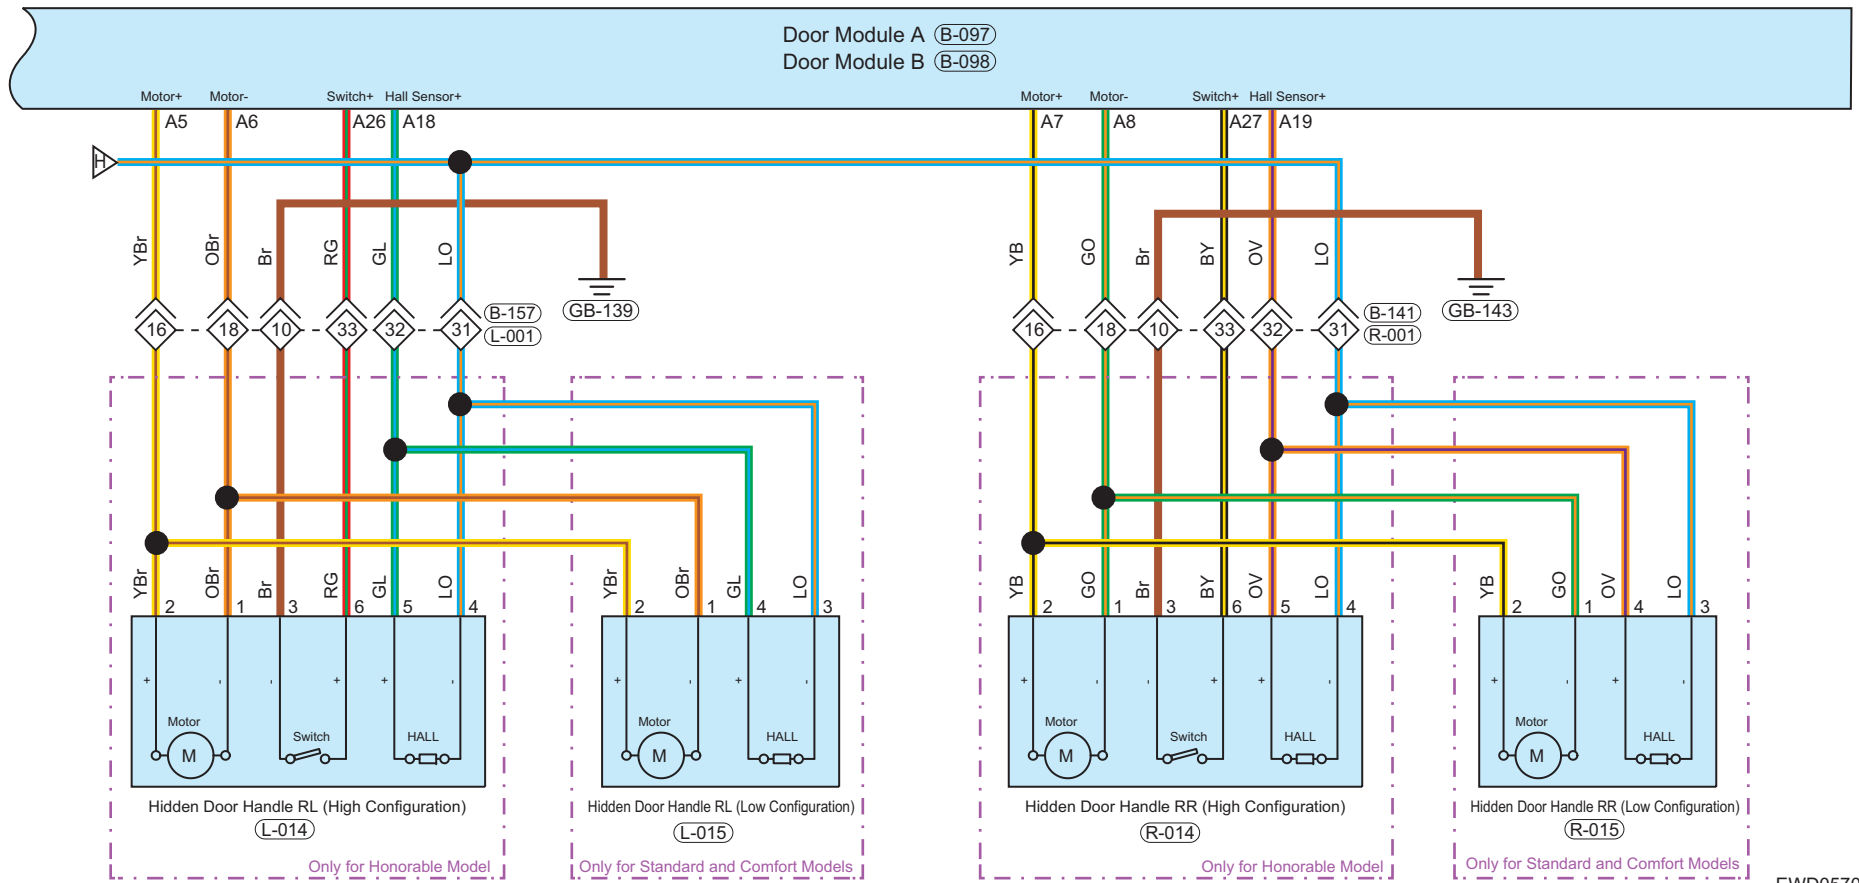 Door Module A B-097
Door Module B B-098
Motor+ Motor- Switch+ Hall Sensor+ Motor+ Motor- Switch+ Hall Sensor+
A5 A6 A26 A18 A7 A8 A27 A19
H
YBr OBr Br RG GL LO YB GO Br BY OV LO
GB-139 GB-143
16 18 10 33 32 31 B-157 16 18 10 33 32 31 B-141
L-001 R-001
YBr OBr Br RG GL LO YBr OBr GL LO YB GO Br BY OV LO YB GO OV LO
2 1 3 6 5 4 2 1 4 3 2 1 3 6 5 4 2 1 4 3
+ - - + + - + - + - + - - + + - + - + -
Motor Switch HALL Motor HALL Motor Switch HALL Motor HALL
M M M M
Hidden Door Handle RL (High Configuration) Hidden Door Handle RL (Low Configuration) Hidden Door Handle RR (High Configuration) Hidden Door Handle RR (Low Configuration)
L-014 L-015 R-014 R-015
Only for Honorable Model Only for Standard and Comfort Models Only for Honorable Model Only for Standard and Comfort Models